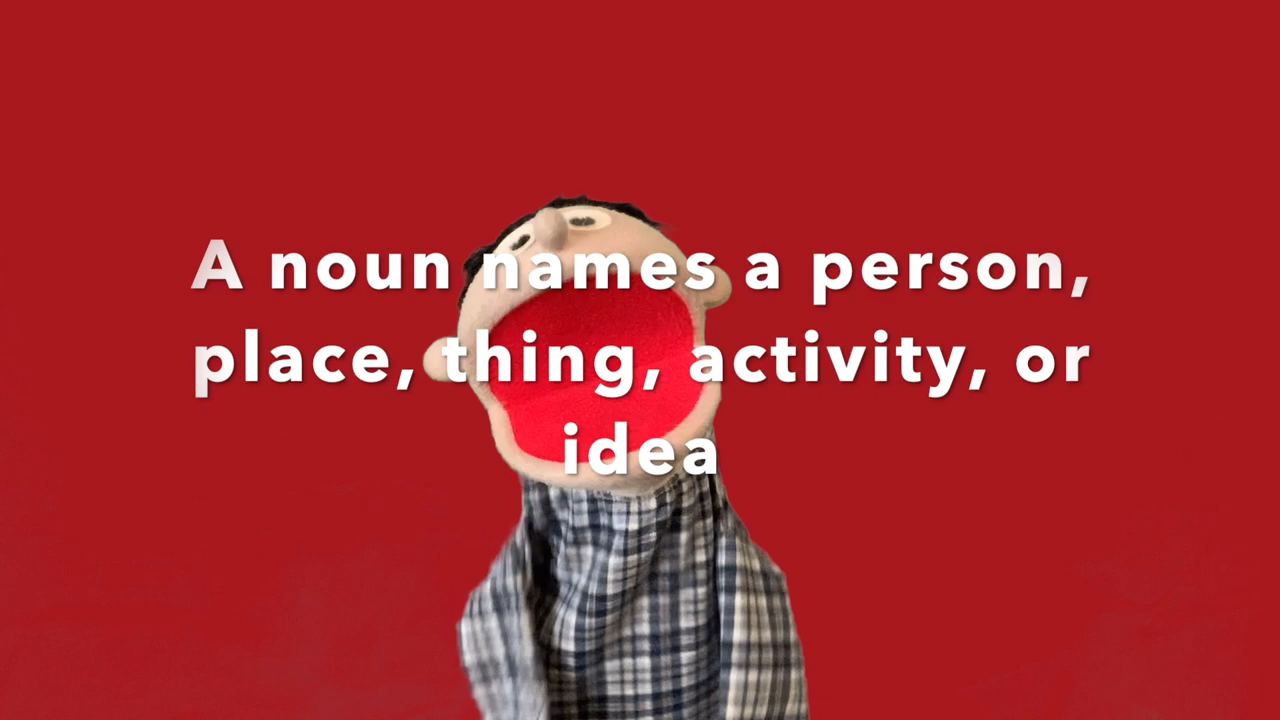 A noun names a person,
place, thing, activity, or
idea